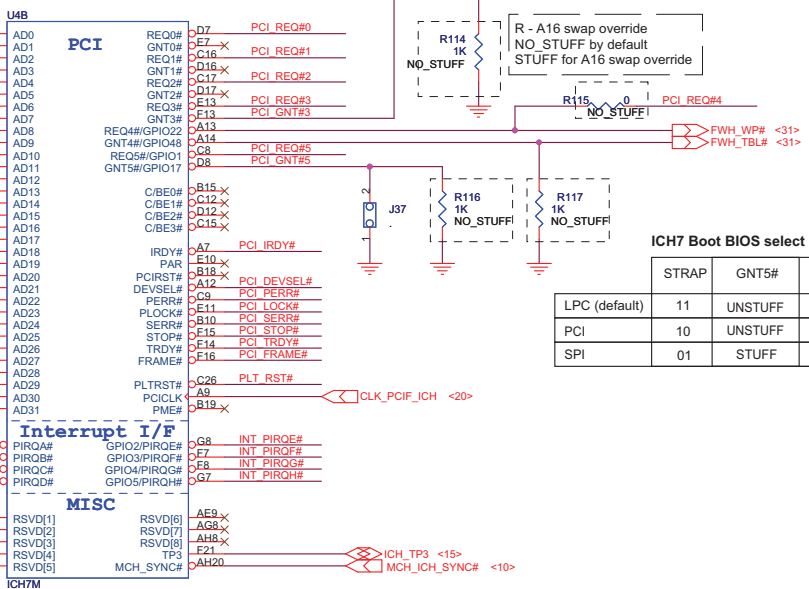 U4B
PCI
AD0 REQ0# D7 PCI_REQ#0
AD1 GNT0# E7
AD2 REQ1# C16 PCI_REQ#1
AD3 GNT1# D16
AD4 REQ2# C17 PCI_REQ#2
AD5 GNT2# D17
AD6 REQ3# E13 PCI_REQ#3
AD7 GNT3# F13 PCI_GNT#3
AD8 REQ4#/GPIO22 A13
AD9 GNT4#/GPIO48 A14
AD10 REQ5#/GPIO1 C8 PCI_REQ#5
AD11 GNT5#/GPIO17 D8 PCI_GNT#5
AD12
AD13 C/BE0# B15
AD14 C/BE1# C12
AD15 C/BE2# D12
AD16 C/BE3# C15
AD17
AD18 IRDY# A7 PCI_IRDY#
AD19 PAR E10
AD20 PCIRST# B18
AD21 DEVSEL# A12 PCI_DEVSEL#
AD22 PERR# C9 PCI_PERR#
AD23 PLOCK# E11 PCI_LOCK#
AD24 SERR# B10 PCI_SERR#
AD25 STOP# F15 PCI_STOP#
AD26 TRDY# F14 PCI_TRDY#
AD27 FRAME# F16 PCI_FRAME#
AD28
AD29 PLTRST# C26 PLT_RST#
AD30 PCICLK A9 CLK_PCIF_ICH <20>
AD31 PME# B19
Interrupt I/F
PIRQA# GPIO2/PIRQE# G8 INT_PIRQE#
PIRQB# GPIO3/PIRQF# F7 INT_PIRQF#
PIRQC# GPIO4/PIRQG# F8 INT_PIRQG#
PIRQD# GPIO5/PIRQH# G7 INT_PIRQH#
MISC
RSVD[1] RSVD[6] AE9
RSVD[2] RSVD[7] AG8
RSVD[3] RSVD[8] AH8
RSVD[4] TP3 F21 ICH_TP3 <15>
RSVD[5] MCH_SYNC# AH20 MCH_ICH_SYNC# <10>
ICH7M
R114
1K
NO_STUFF
R - A16 swap override
NO_STUFF by default
STUFF for A16 swap override
R115 0 PCI_REQ#4
NO_STUFF
FWH_WP# <31>
FWH_TBL# <31>
2
J37
.
1
R116
1K
NO_STUFF
R117
1K
NO_STUFF
ICH7 Boot BIOS select
STRAP GNT5#
LPC (default) 11 UNSTUFF
PCI 10 UNSTUFF
SPI 01 STUFF